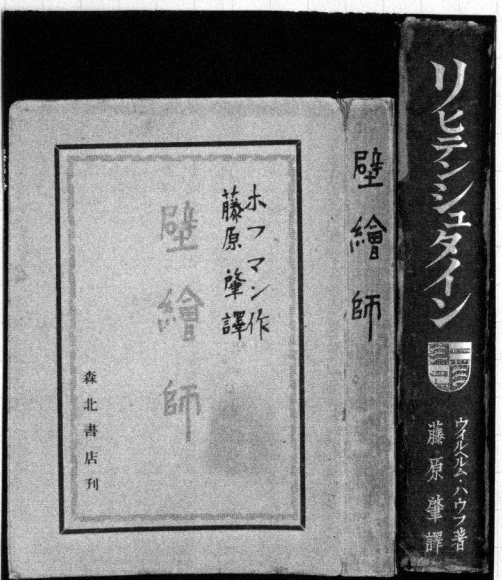 リヒテンシュタイン
ウイルヘルム・ハウフ著
藤原肇譯
壁繪師
ホフマン作
藤原肇譯
壁繪師
森北書店刊